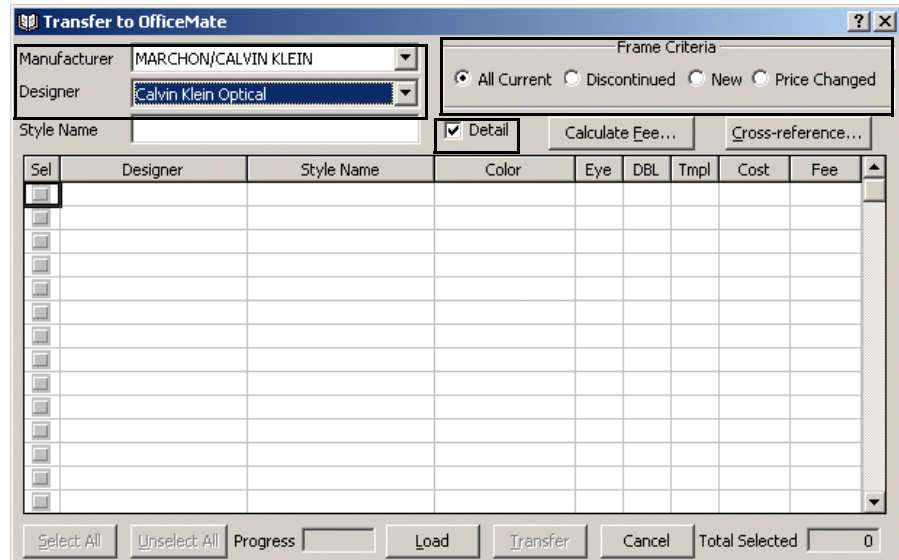 Transfer to OfficeMate
Manufacturer MARCHON/CALVIN KLEIN
Designer Calvin Klein Optical
Frame Criteria
All Current Discontinued New Price Changed
Style Name Detail Calculate Fee... Cross-reference...
Sel Designer Style Name Color Eye DBL Tmpl Cost Fee
Select All Unselect All Progress Load Transfer Cancel Total Selected 0